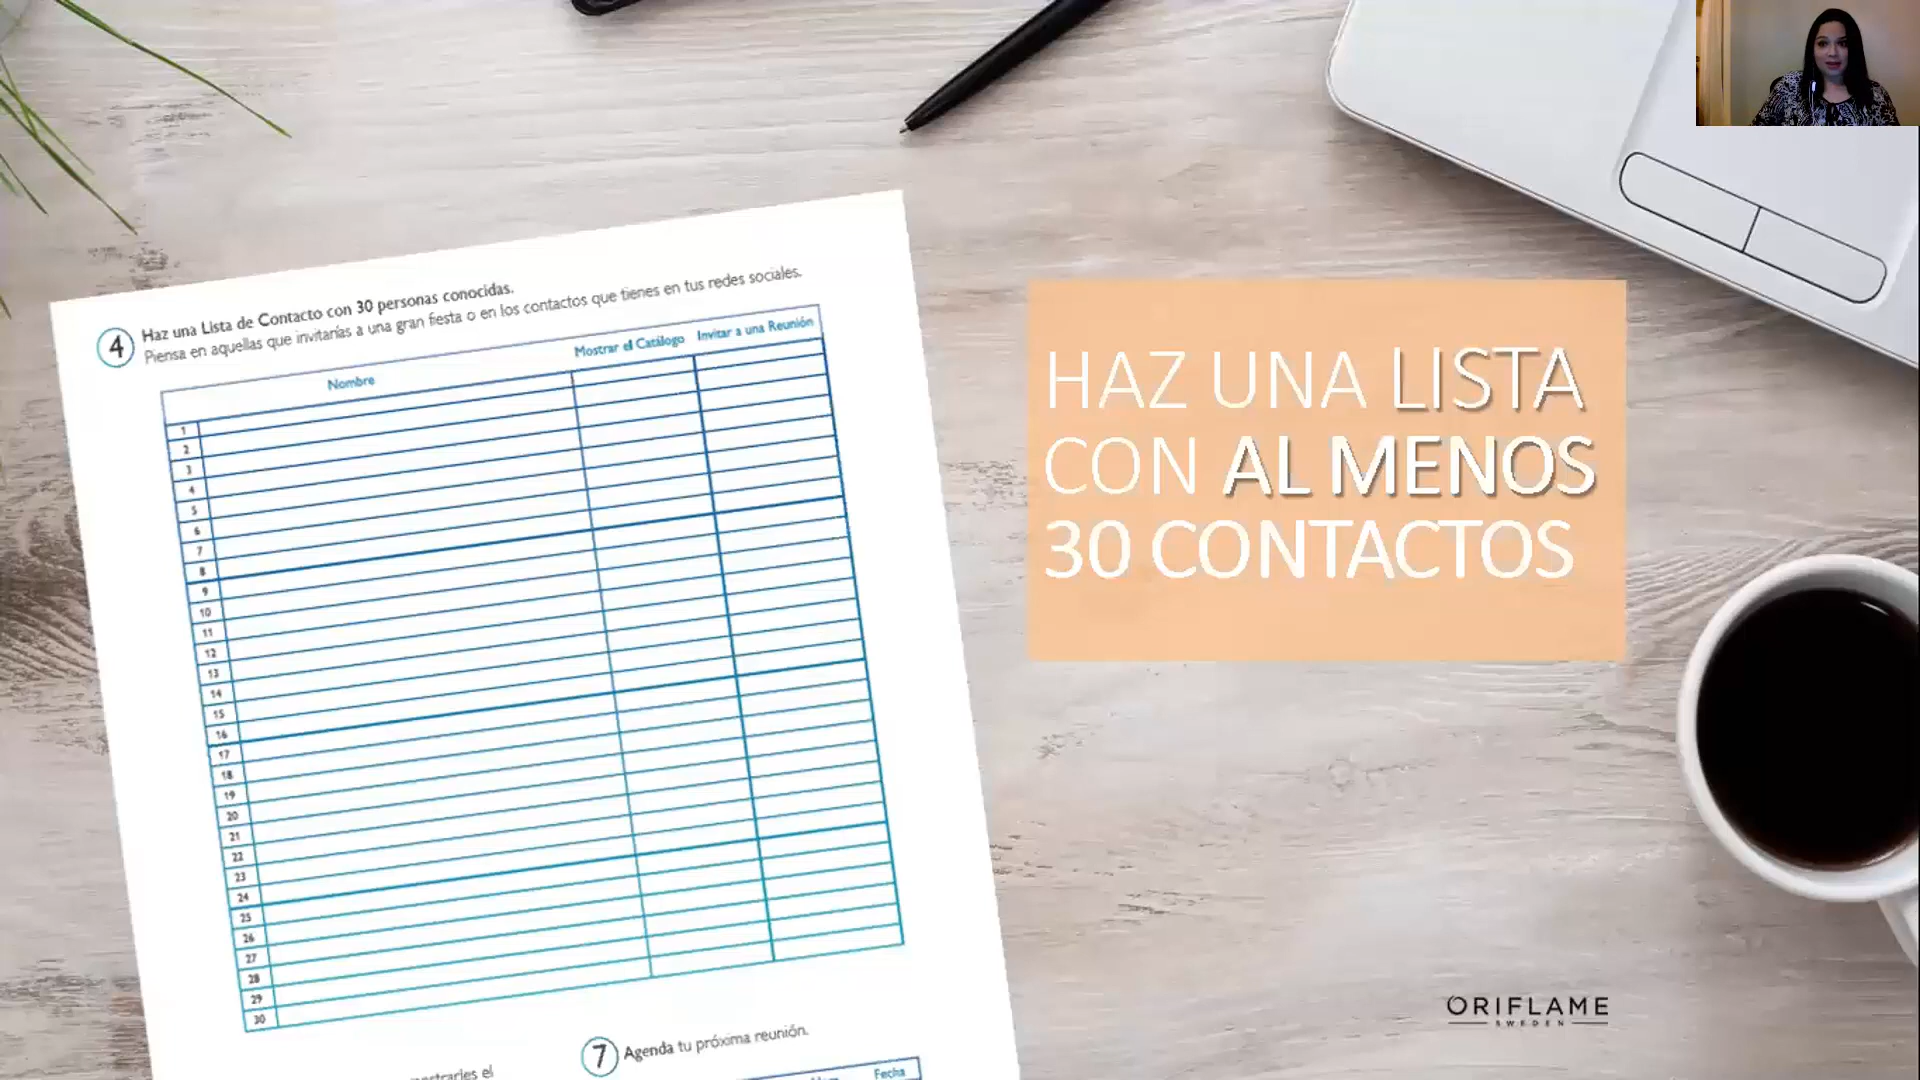 4
Haz una Lista de Contacto con 30 personas conocidas.
Piensa en aquellas que invitarías a una gran fiesta o en los contactos que tienes en tus redes sociales.
Nombre Mostrar el Catálogo Invitar a una Reunión
1
2
3
4
5
6
7
8
9
10
11
12
13
14
15
16
17
18
19
20
21
22
23
24
25
26
27
28
29
30
7 Agenda tu próxima reunión.
el
Fecha
HAZ UNA LISTA
CON AL MENOS
30 CONTACTOS
ORIFLAME
SWEDEN